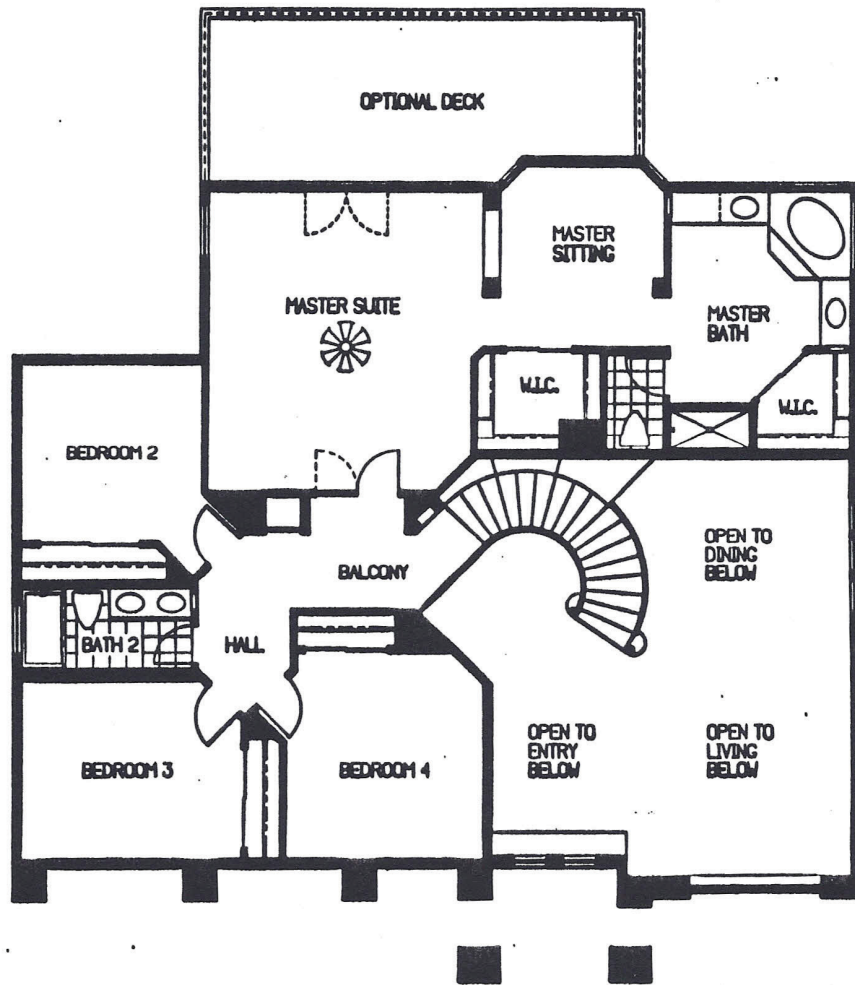 OPTIONAL DECK
MASTER
SITTING
MASTER SUITE
MASTER
BATH
W.I.C.
W.I.C.
BEDROOM 2
OPEN TO
DINING
BELOW
BALCONY
BATH 2
HALL
OPEN TO
ENTRY
BELOW
OPEN TO
LIVING
BELOW
BEDROOM 3
BEDROOM 4